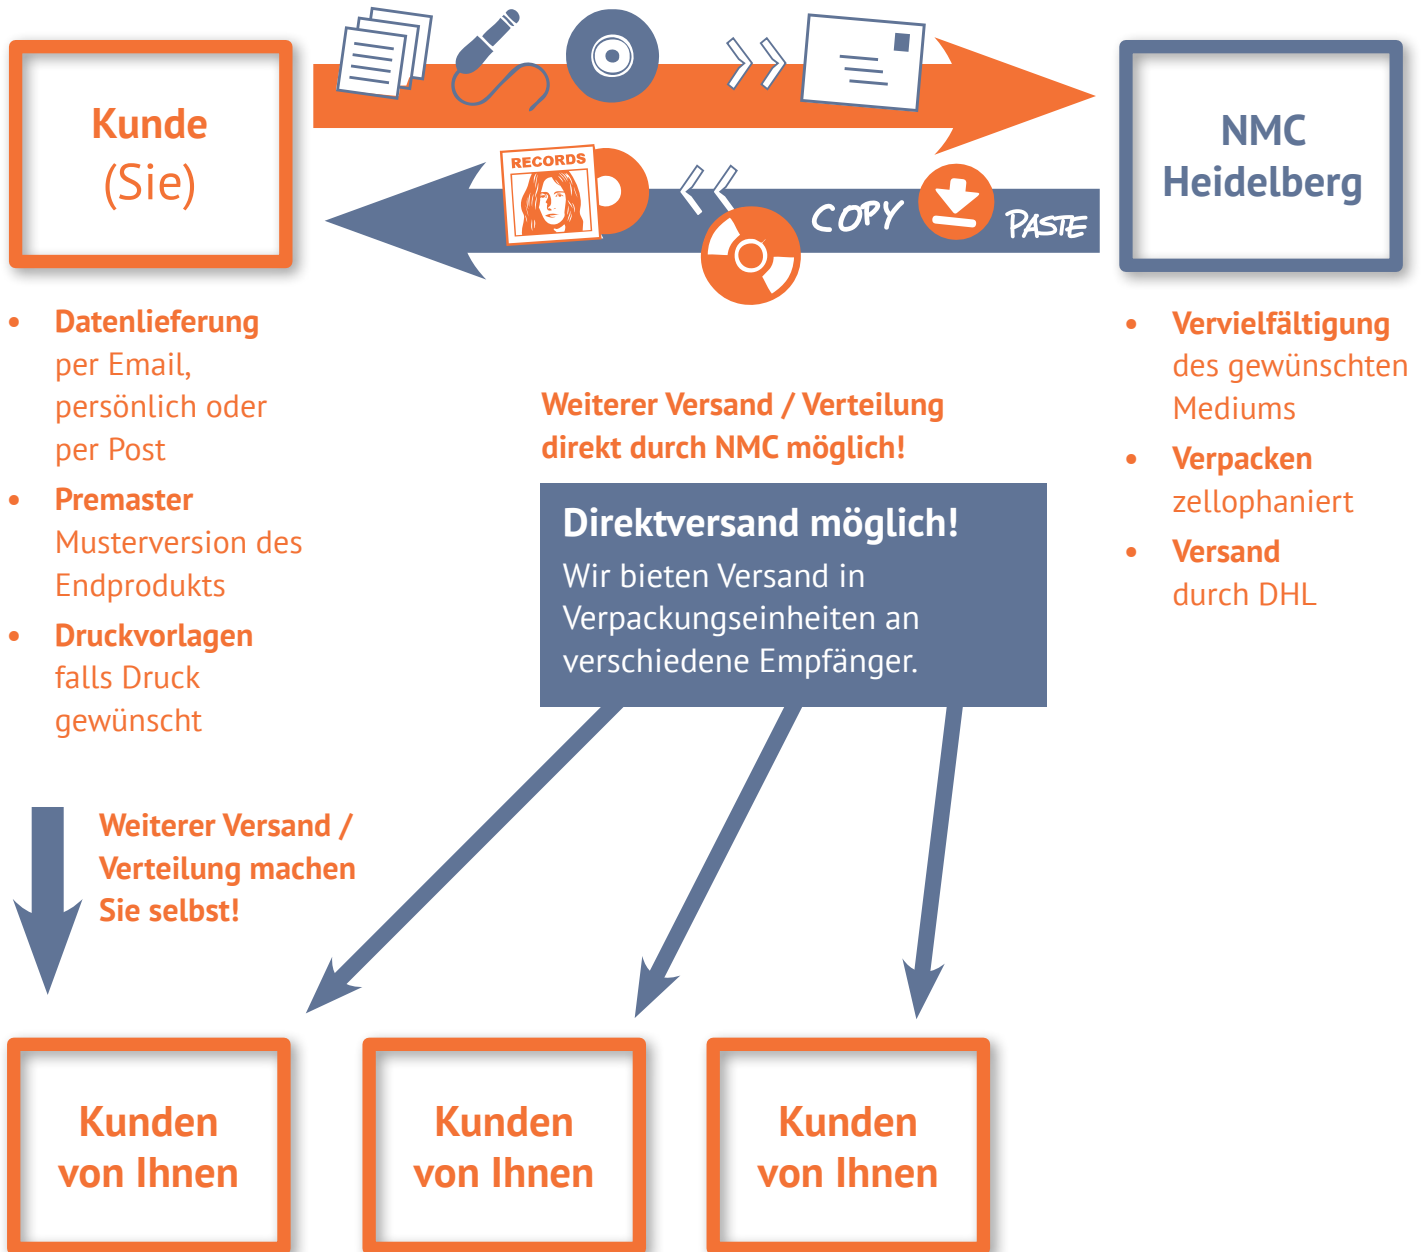 Kunde
(Sie)
NMC
Heidelberg
RECORDS
COPY
PASTE
• Datenlieferung
per Email,
persönlich oder
per Post
• Premaster
Musterversion des
Endprodukts
• Druckvorlagen
falls Druck
gewünscht
• Vervielfältigung
des gewünschten
Mediums
• Verpacken
zellophaniert
• Versand
durch DHL
Weiterer Versand / Verteilung
direkt durch NMC möglich!
Direktversand möglich!
Wir bieten Versand in
Verpackungseinheiten an
verschiedene Empfänger.
Weiterer Versand /
Verteilung machen
Sie selbst!
Kunden
von Ihnen
Kunden
von Ihnen
Kunden
von Ihnen